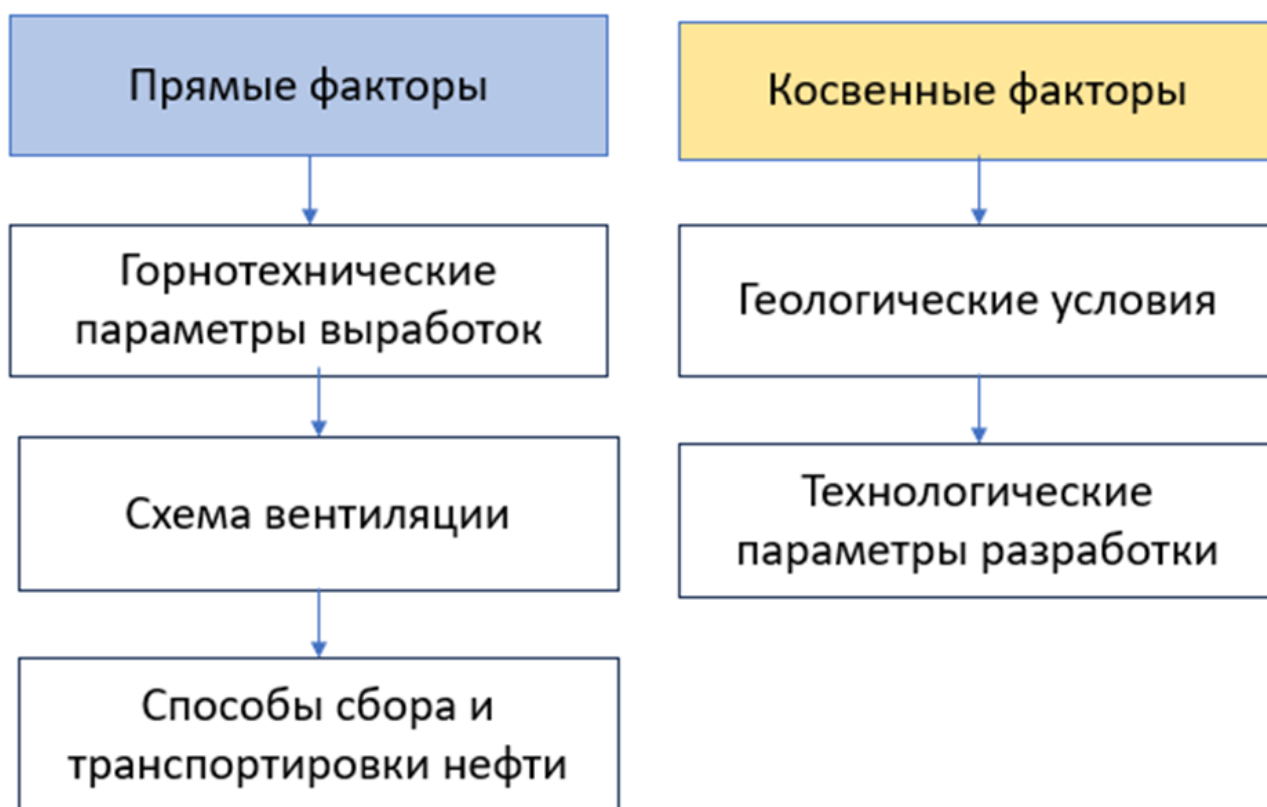 Прямые факторы
Горнотехнические
параметры выработок
Схема вентиляции
Способы сбора и
транспортировки нефти
Косвенные факторы
Геологические условия
Технологические
параметры разработки